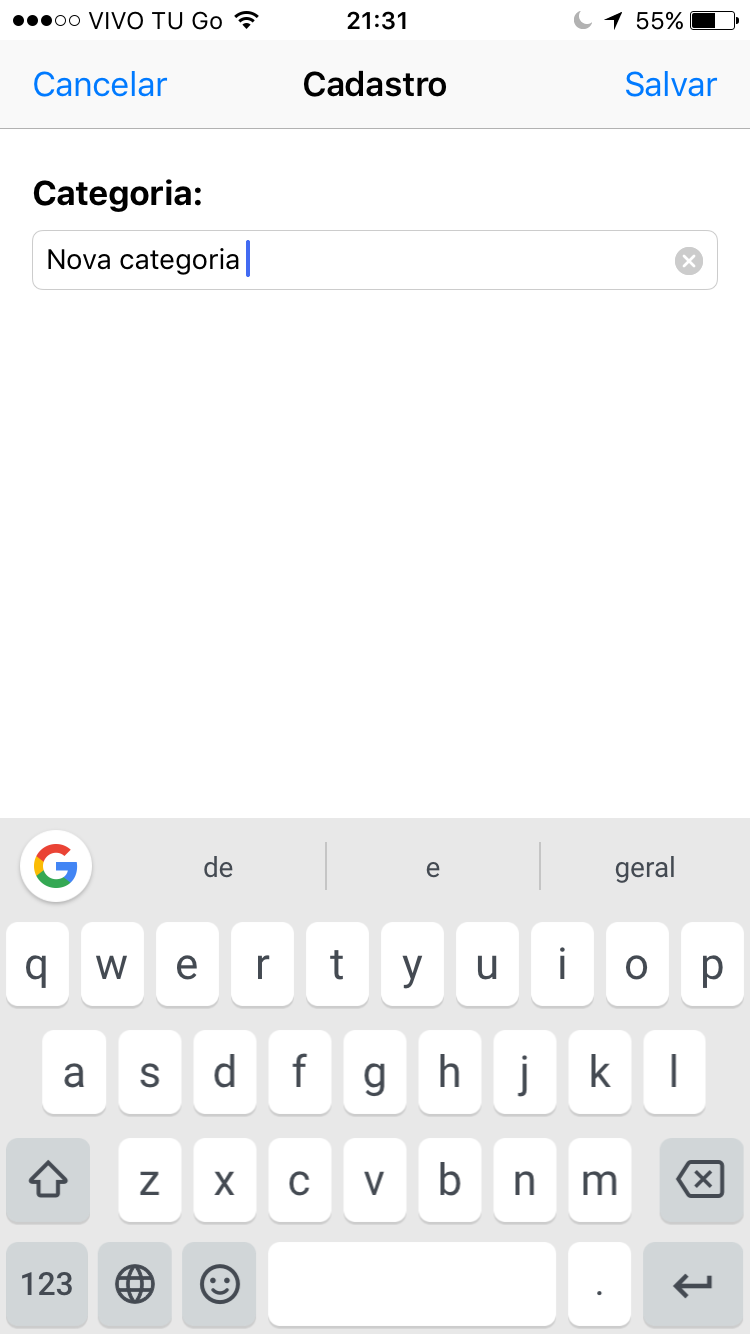 VIVO TU Go 21:31 55%
Cancelar Cadastro Salvar
Categoria:
Nova categoria
de e geral
q w e r t y u i o p
a s d f g h j k l
z x c v b n m
123 .